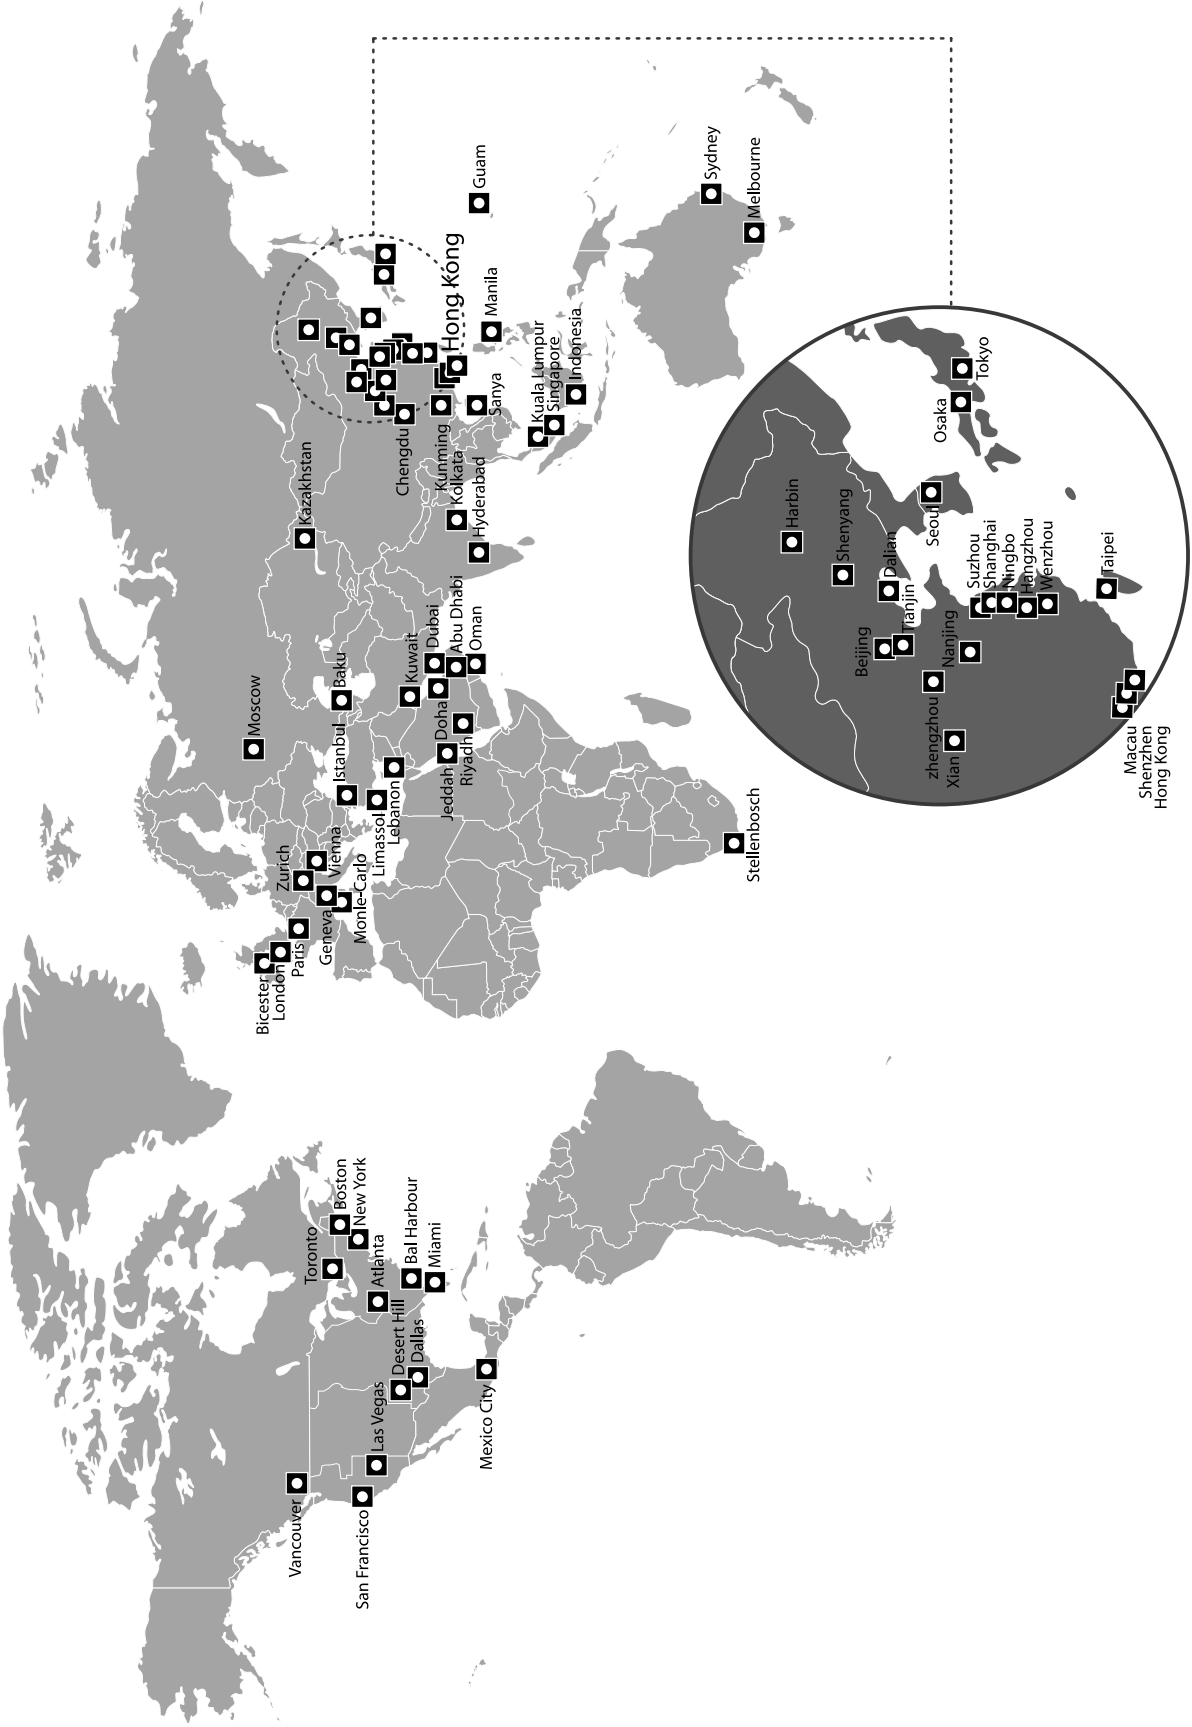 Vancouver
San Francisco
Las Vegas
Desert Hill
Dallas
Mexico City
Toronto
Boston
New York
Atlanta
Bal Harbour
Miami
Bicester
London
Paris
Zurich
Geneva
Vienna
Monle-Carlo
Moscow
Istanbul
Baku
Limassol
Lebanon
Kuwait
Jeddah
Doha
Riyadh
Dubai
Abu Dhabi
Oman
Stellenbosch
Kazakhstan
Chengdu
Kunming
Kolkata
Hyderabad
Sanya
Hong Kong
Manila
Guam
Kuala Lumpur
Singapore
Indonesia
Sydney
Melbourne
Harbin
Shenyang
Dalian
Beijing
Tianjin
Seoul
Osaka
Tokyo
zhengzhou
Xian
Nanjing
Suzhou
Shanghai
Ningbo
Hangzhou
Wenzhou
Taipei
Macau
Shenzhen
Hong Kong